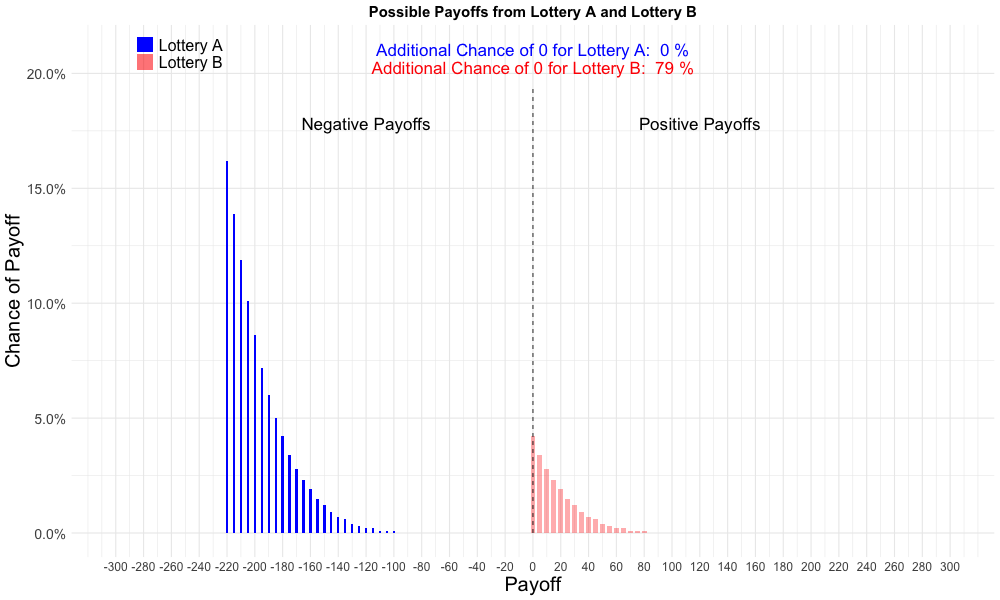 Possible Payoffs from Lottery A and Lottery B
Lottery A
Lottery B
Additional Chance of 0 for Lottery A:  0 %
Additional Chance of 0 for Lottery B:  79 %
Negative Payoffs
Positive Payoffs
Chance of Payoff
20.0%
15.0%
10.0%
5.0%
0.0%
-300 -280 -260 -240 -220 -200 -180 -160 -140 -120 -100 -80 -60 -40 -20 0 20 40 60 80 100 120 140 160 180 200 220 240 260 280 300
Payoff